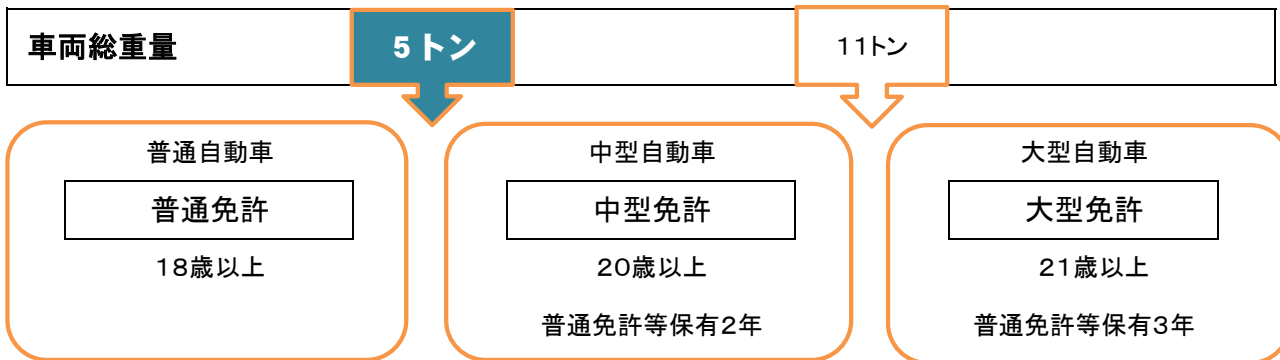 車両総重量
5トン
11トン
普通自動車
普通免許
18歳以上
中型自動車
中型免許
20歳以上
普通免許等保有2年
大型自動車
大型免許
21歳以上
普通免許等保有3年